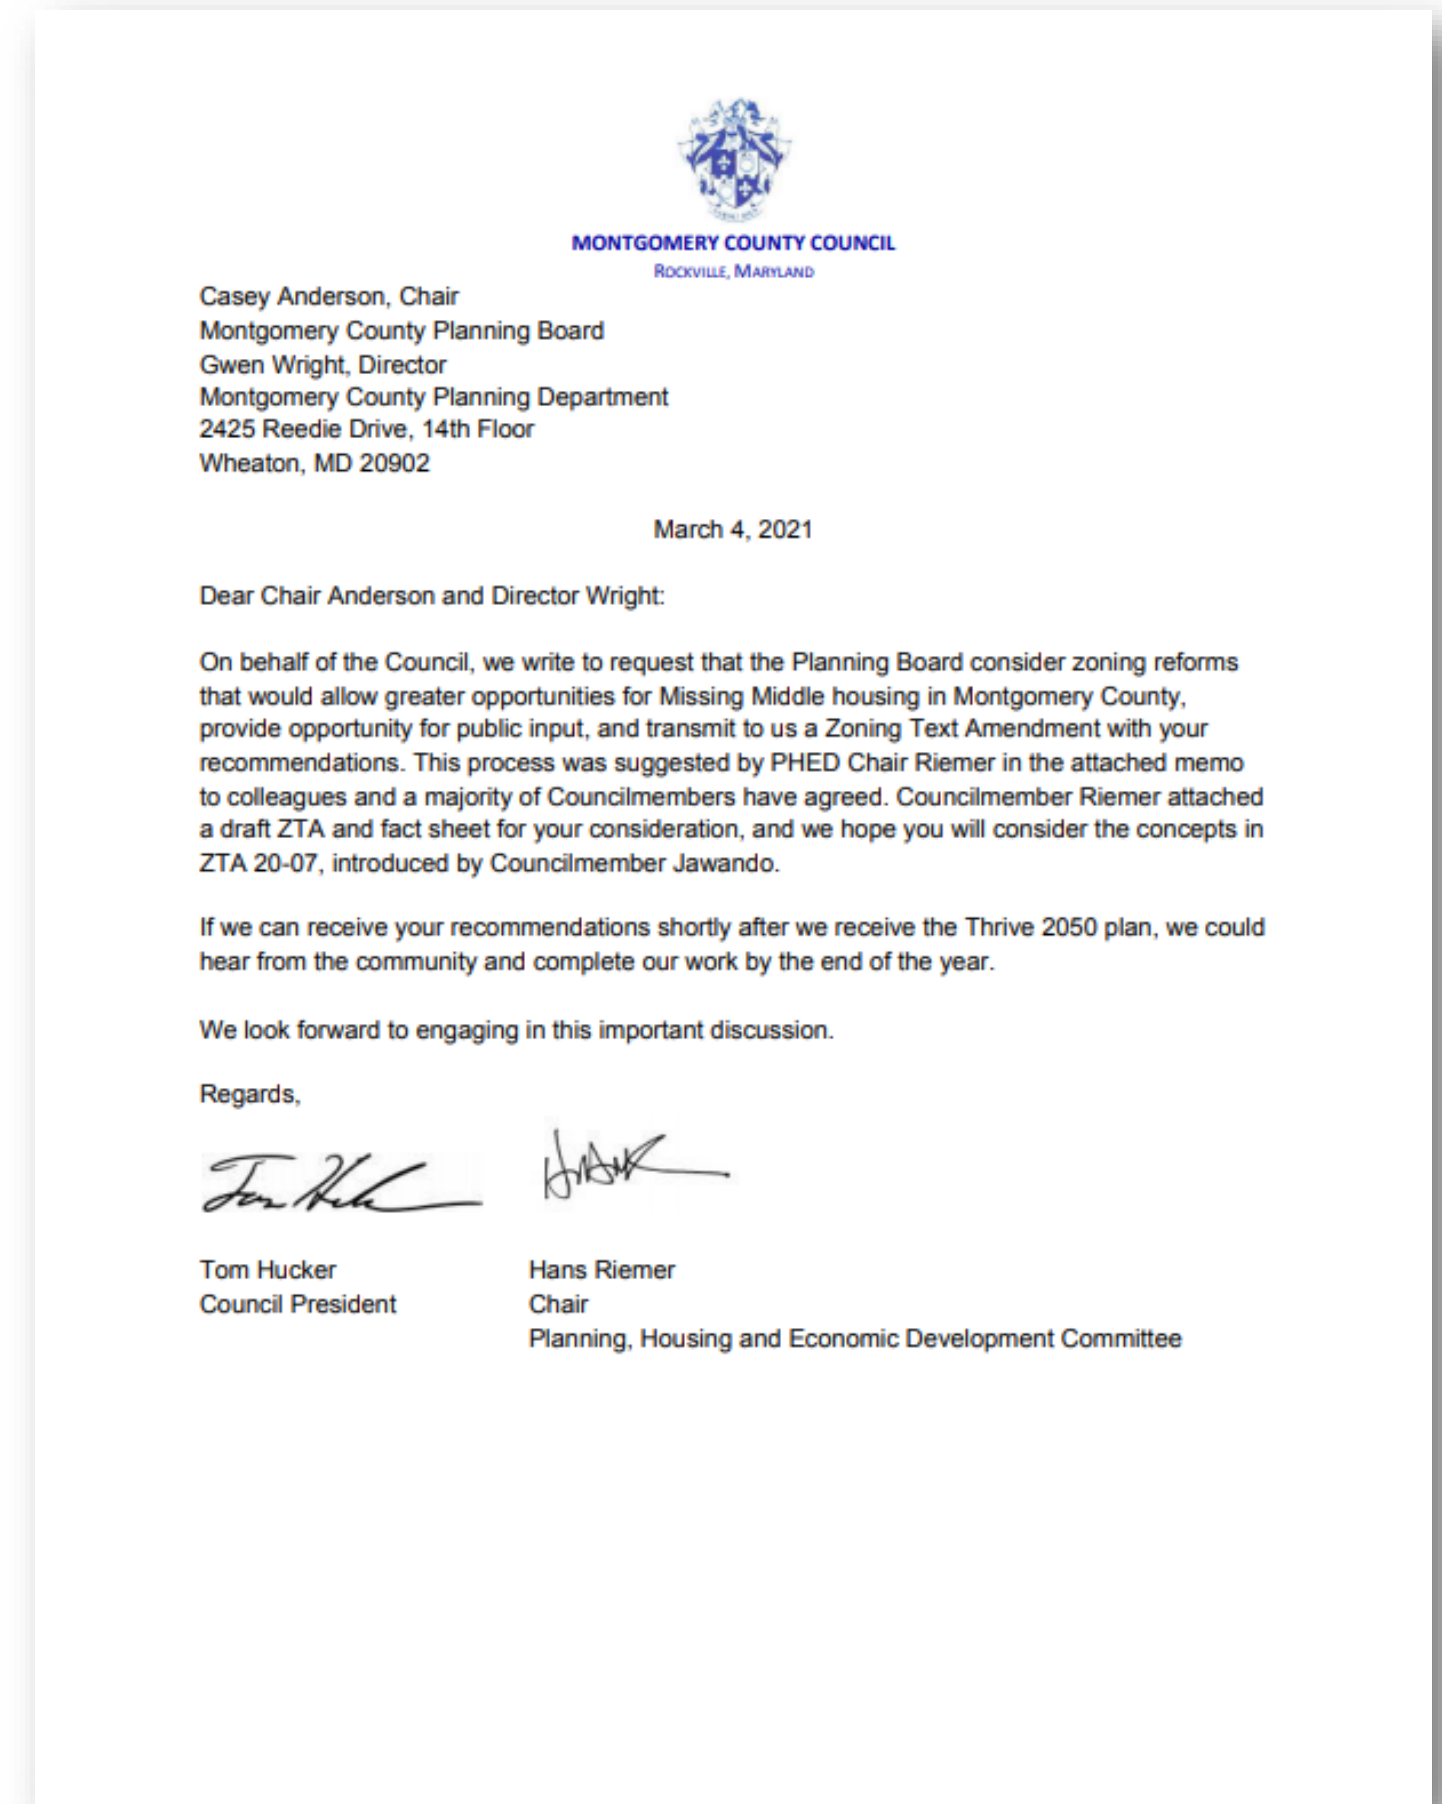 MONTGOMERY COUNTY COUNCIL
ROCKVILLE, MARYLAND
Casey Anderson, Chair
Montgomery County Planning Board
Gwen Wright, Director
Montgomery County Planning Department
2425 Reedie Drive, 14th Floor
Wheaton, MD 20902
March 4, 2021
Dear Chair Anderson and Director Wright:
On behalf of the Council, we write to request that the Planning Board consider zoning reforms
that would allow greater opportunities for Missing Middle housing in Montgomery County,
provide opportunity for public input, and transmit to us a Zoning Text Amendment with your
recommendations. This process was suggested by PHED Chair Riemer in the attached memo
to colleagues and a majority of Councilmembers have agreed. Councilmember Riemer attached
a draft ZTA and fact sheet for your consideration, and we hope you will consider the concepts in
ZTA 20-07, introduced by Councilmember Jawando.
If we can receive your recommendations shortly after we receive the Thrive 2050 plan, we could
hear from the community and complete our work by the end of the year.
We look forward to engaging in this important discussion.
Regards,
Tom Hucker Hans Riemer
Council President Chair
Planning, Housing and Economic Development Committee